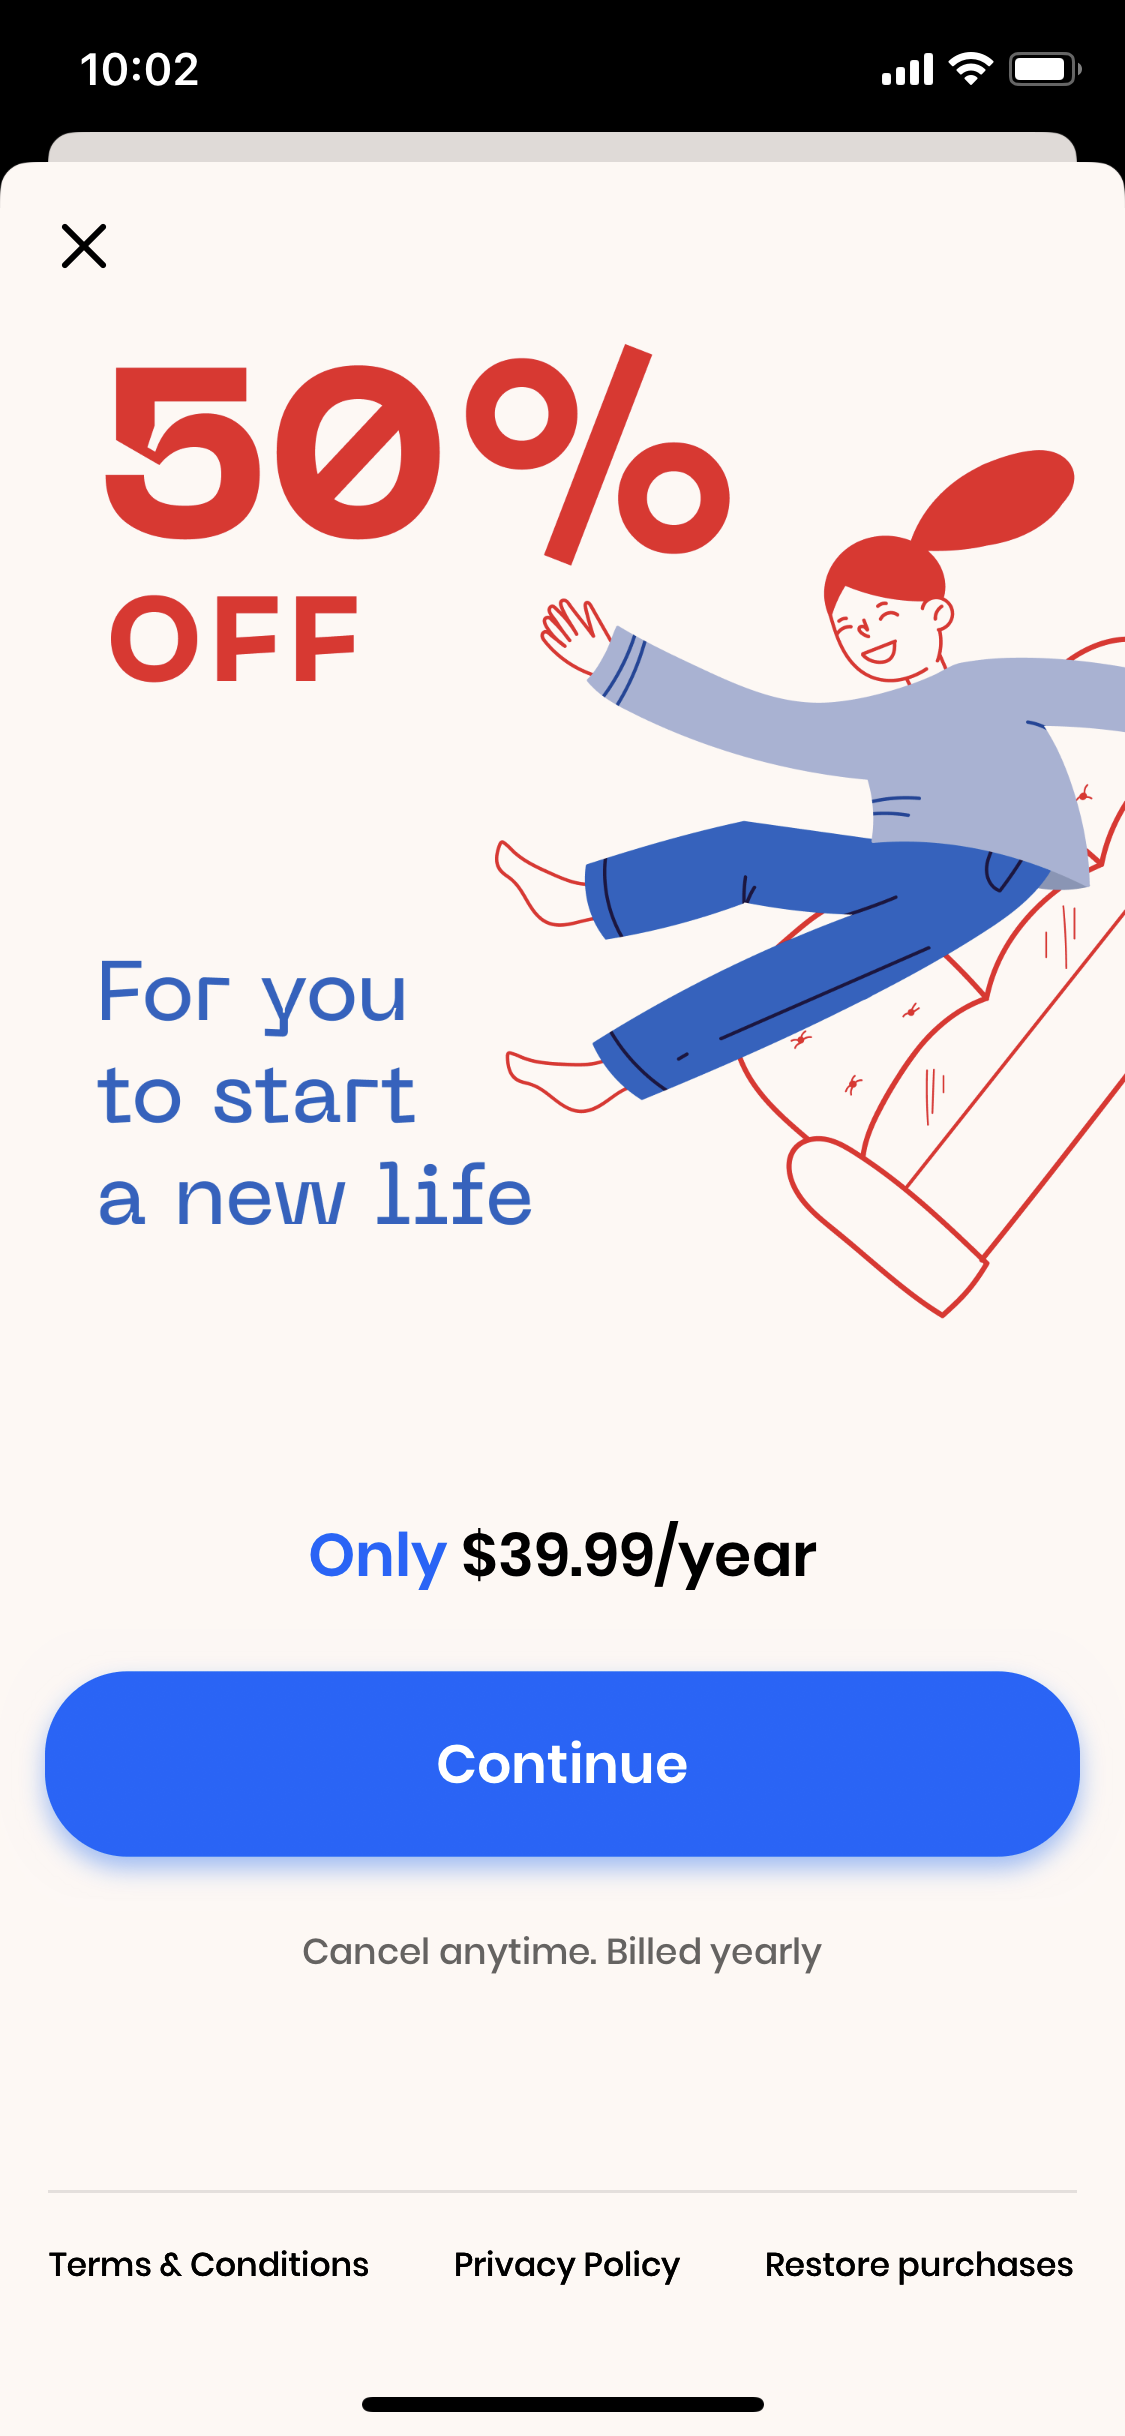 10:02
50%
OFF
For you
to start
a new life
Only $39.99/year
Continue
Cancel anytime. Billed yearly
Terms & Conditions Privacy Policy Restore purchases